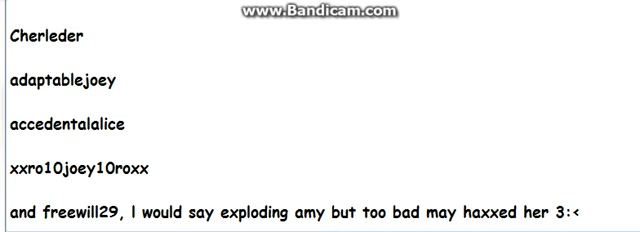 www.Bandicam.com
Cherleder
adaptablejoey
accedentalalice
xxro10joey10roxx
and freewill29, I would say exploding amy but too bad may haxxed her 3:<